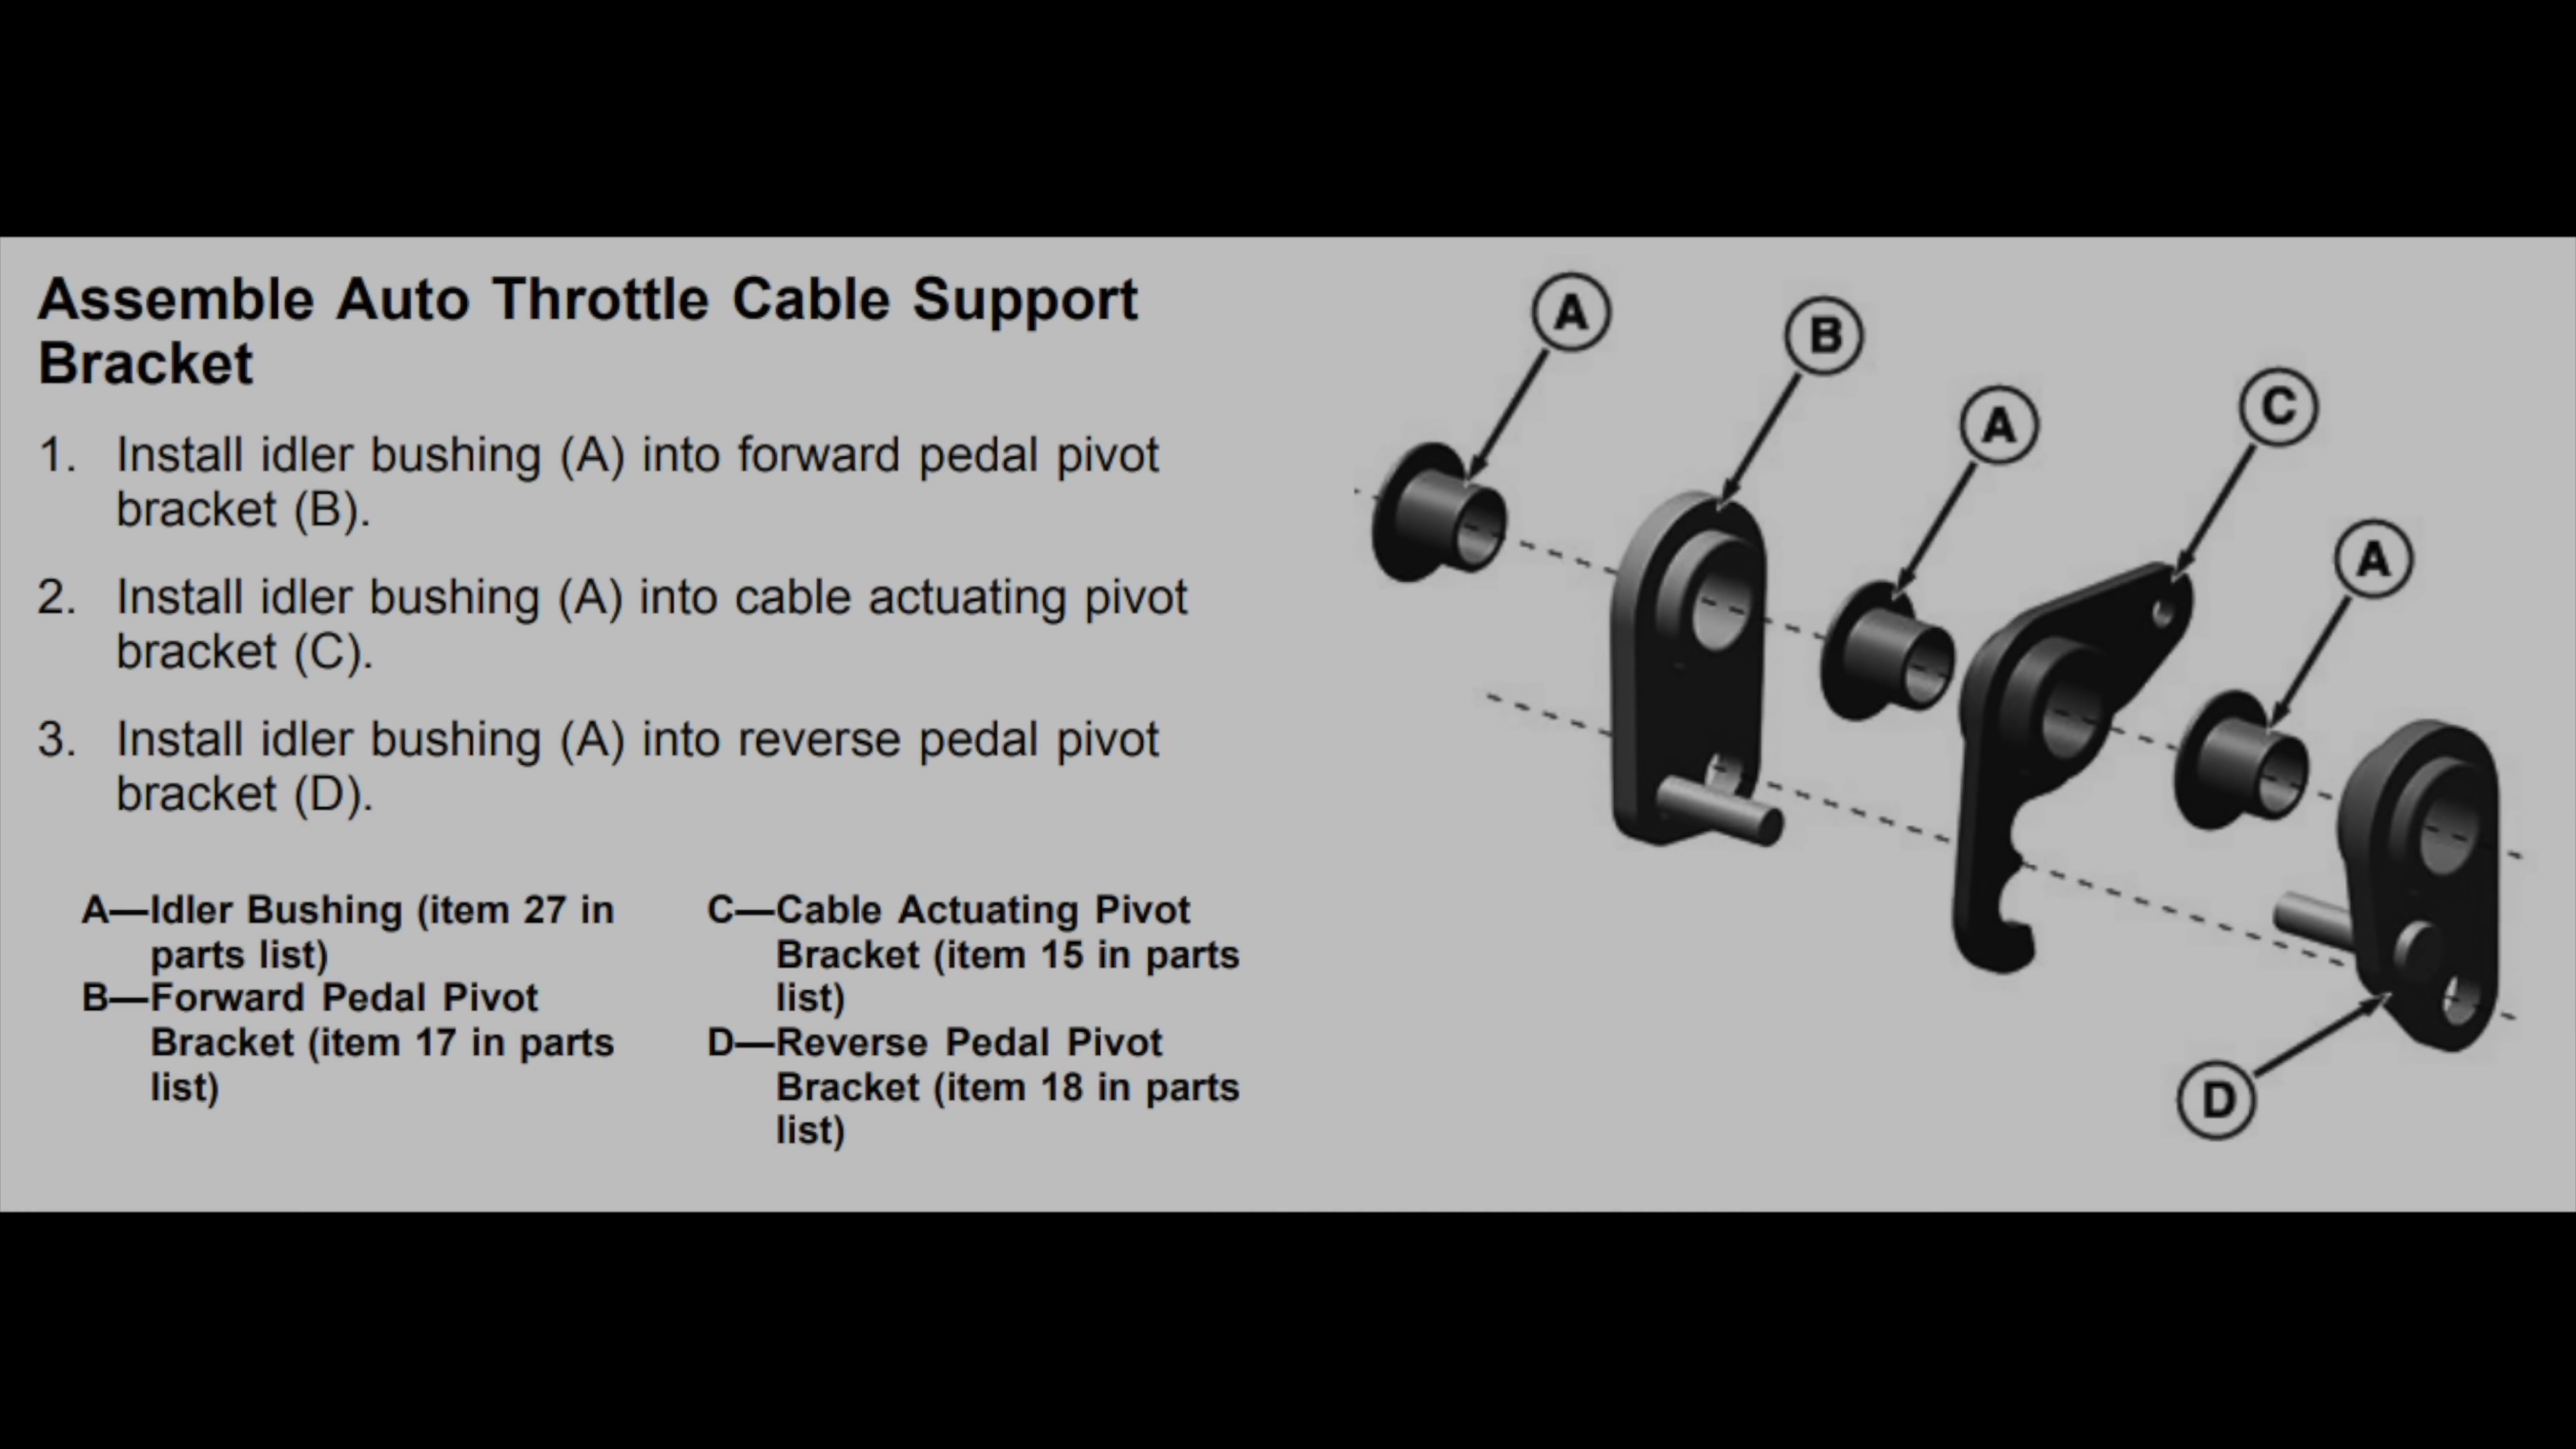 Assemble Auto Throttle Cable Support
Bracket
1. Install idler bushing (A) into forward pedal pivot
bracket (B).
2. Install idler bushing (A) into cable actuating pivot
bracket (C).
3. Install idler bushing (A) into reverse pedal pivot
bracket (D).
A—Idler Bushing (item 27 in
parts list)
B—Forward Pedal Pivot
Bracket (item 17 in parts
list)
C—Cable Actuating Pivot
Bracket (item 15 in parts
list)
D—Reverse Pedal Pivot
Bracket (item 18 in parts
list)
A
B
A
C
A
D